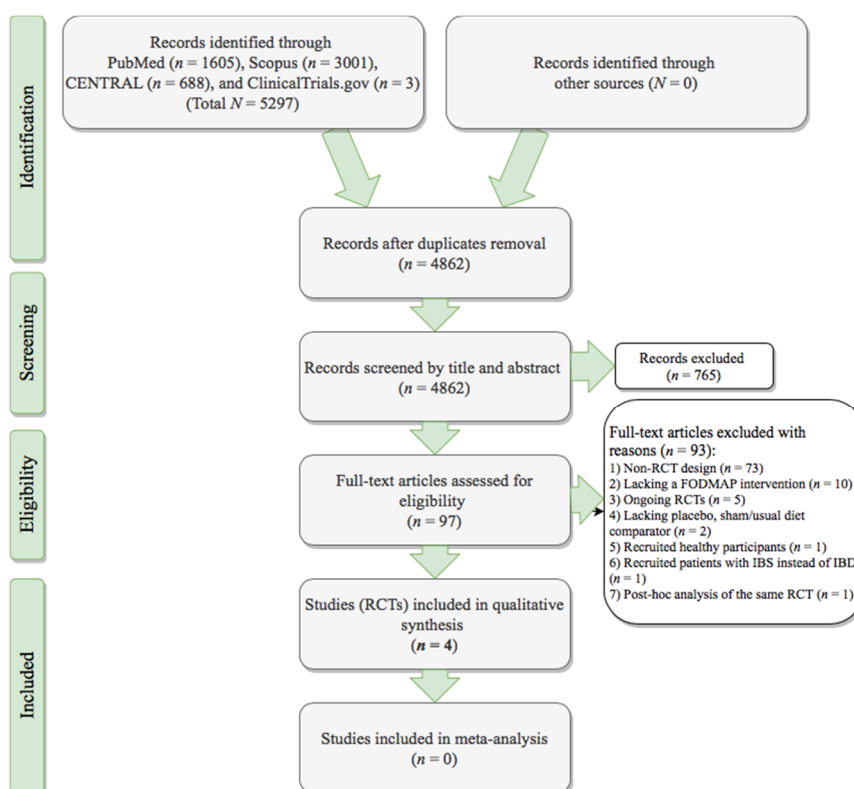 Identification
Records identified through
PubMed (n = 1605), Scopus (n = 3001),
CENTRAL (n = 688), and ClinicalTrials.gov (n = 3)
(Total N = 5297)
Records identified through
other sources (N = 0)
Records after duplicates removal
(n = 4862)
Screening
Records screened by title and abstract
(n = 4862)
Records excluded
(n = 765)
Eligibility
Full-text articles assessed for
eligibility
(n = 97)
Full-text articles excluded with
reasons (n = 93):
1) Non-RCT design (n = 73)
2) Lacking a FODMAP intervention (n = 10)
3) Ongoing RCTs (n = 5)
4) Lacking placebo, sham/usual diet
comparator (n = 2)
5) Recruited healthy participants (n = 1)
6) Recruited patients with IBS instead of IBD
(n = 1)
7) Post-hoc analysis of the same RCT (n = 1)
Included
Studies (RCTs) included in qualitative
synthesis
(n = 4)
Studies included in meta-analysis
(n = 0)